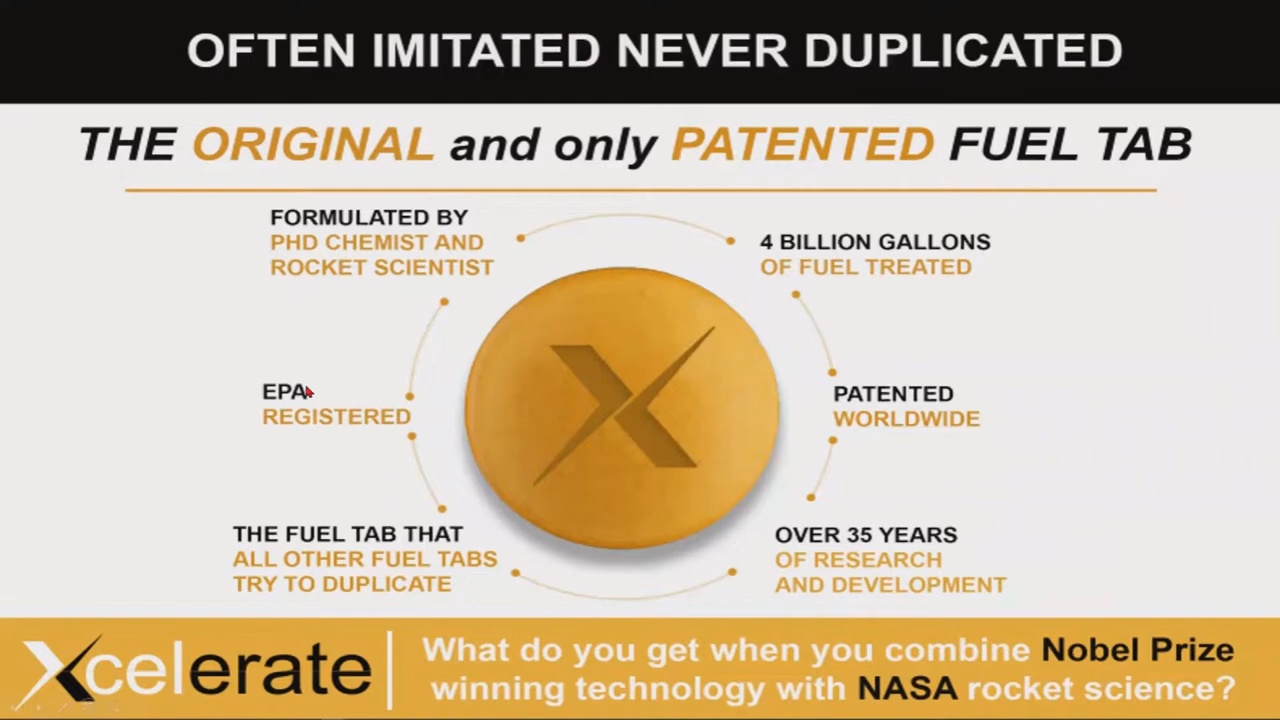 OFTEN IMITATED NEVER DUPLICATED
THE ORIGINAL and only PATENTED FUEL TAB
FORMULATED BY
PHD CHEMIST AND
ROCKET SCIENTIST
4 BILLION GALLONS
OF FUEL TREATED
EPA
REGISTERED
PATENTED
WORLDWIDE
THE FUEL TAB THAT
ALL OTHER FUEL TABS
TRY TO DUPLICATE
OVER 35 YEARS
OF RESEARCH
AND DEVELOPMENT
Xcelerate
What do you get when you combine Nobel Prize
winning technology with NASA rocket science?